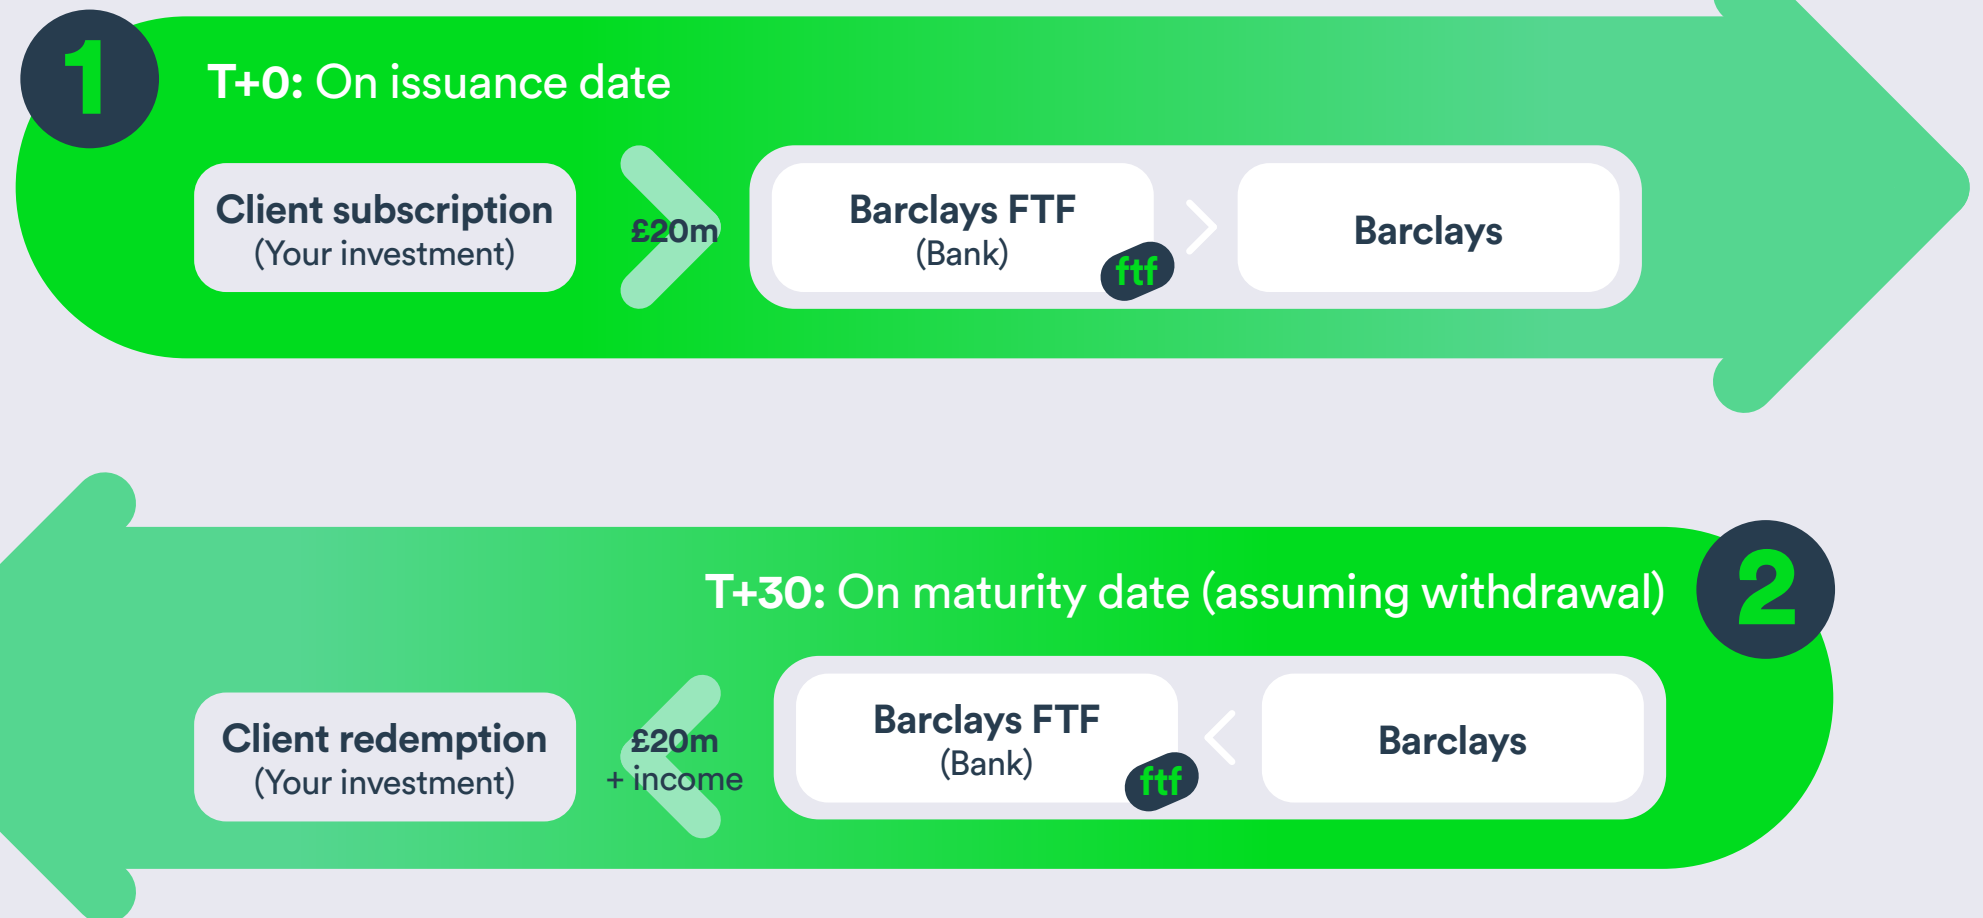 1
T+0: On issuance date
Client subscription
(Your investment)
£20m
Barclays FTF
(Bank)
ftf
Barclays
2
T+30: On maturity date (assuming withdrawal)
Client redemption
(Your investment)
£20m
+ income
Barclays FTF
(Bank)
ftf
Barclays